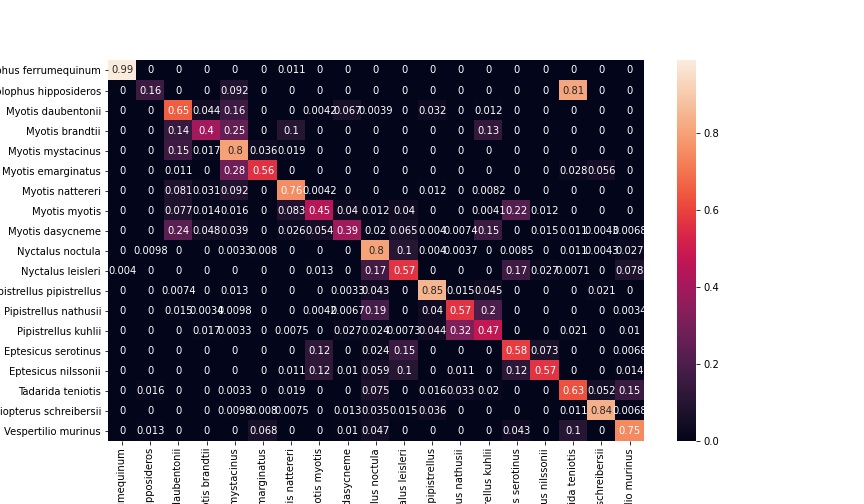 phus ferrumequinum 0.99 0 0 0 0 0 0.011 0 0 0 0 0 0 0 0 0 0 0 0
olophus hipposideros 0 0.16 0 0 0.092 0 0 0 0 0 0 0 0 0 0 0 0.81 0 0
Myotis daubentonii 0 0 0.65 0.044 0.16 0 0 0.0042 0.067 0.0039 0 0.032 0 0.012 0 0 0 0 0
0.8
Myotis brandtii 0 0 0.14 0.4 0.25 0 0.1 0 0 0 0 0 0 0.13 0 0 0 0 0
Myotis mystacinus 0 0 0.15 0.017 0.8 0.036 0.019 0 0 0 0 0 0 0 0 0 0 0 0
Myotis emarginatus 0 0 0.011 0 0.28 0.56 0 0 0 0 0 0 0 0 0 0 0.028 0.056 0
Myotis nattereri 0 0 0.081 0.031 0.092 0 0.76 0.0042 0 0 0 0.012 0 0.0082 0 0 0 0 0
0.6
Myotis myotis 0 0 0.077 0.014 0.016 0 0.083 0.45 0.04 0.012 0.04 0 0 0.0041 0.22 0.012 0 0 0
Myotis dasycneme 0 0 0.24 0.048 0.039 0 0.026 0.054 0.39 0.02 0.065 0.004 0.0074 0.15 0 0.015 0.011 0.0043 0.0068
Nyctalus noctula 0 0.0098 0 0 0.0033 0.008 0 0 0 0.8 0.1 0.004 0.0037 0 0.0085 0 0.011 0.0043 0.027
Nyctalus leisleri 0.004 0 0 0 0 0 0 0.013 0 0.17 0.57 0 0 0 0.17 0.027 0.0071 0 0.078
0.4
pistrellus pipistrellus 0 0 0.0074 0 0.013 0 0 0 0.0033 0.043 0 0.85 0.015 0.045 0 0 0 0.021 0
Pipistrellus nathusii 0 0 0.015 0.0034 0.0098 0 0 0.0042 0.0067 0.19 0 0.04 0.57 0.2 0 0 0 0 0.0034
Pipistrellus kuhlii 0 0 0 0.017 0.0033 0 0.0075 0 0.027 0.024 0.0073 0.044 0.32 0.47 0 0 0.021 0 0.01
Eptesicus serotinus 0 0 0 0 0 0 0 0.12 0 0.024 0.15 0 0 0 0.58 0.073 0 0 0.0068
0.2
Eptesicus nilssonii 0 0 0 0 0 0 0.011 0.12 0.01 0.059 0.1 0 0.011 0 0.12 0.57 0 0 0.014
Tadarida teniotis 0 0.016 0 0 0.0033 0 0.019 0 0 0.075 0 0.016 0.033 0.02 0 0 0.63 0.052 0.15
iopterus schreibersii 0 0 0 0 0.0098 0.008 0.0075 0 0.013 0.035 0.015 0.036 0 0 0 0 0.011 0.84 0.0068
Vespertilio murinus 0 0.013 0 0 0 0.068 0 0 0.01 0.047 0 0 0 0 0.043 0 0.1 0 0.75
0.0
mequinum
pposideros
daubentonii
tis brandtii
mystacinus
marginatus
is nattereri
otis myotis
dasycneme
lus noctula
alus leisleri
pipistrellus
us nathusii
rellus kuhlii
us serotinus
us nilssonii
ida teniotis
schreibersii
lio murinus